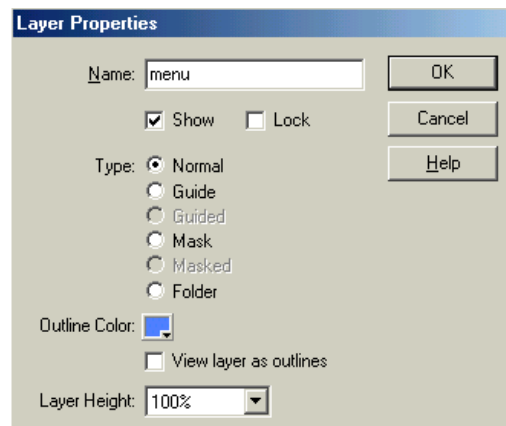 Layer Properties
Name: menu
OK
Show Lock
Cancel
Type: Normal
Help
Guide
Guided
Mask
Masked
Folder
Outline Color:
View layer as outlines
Layer Height: 100%